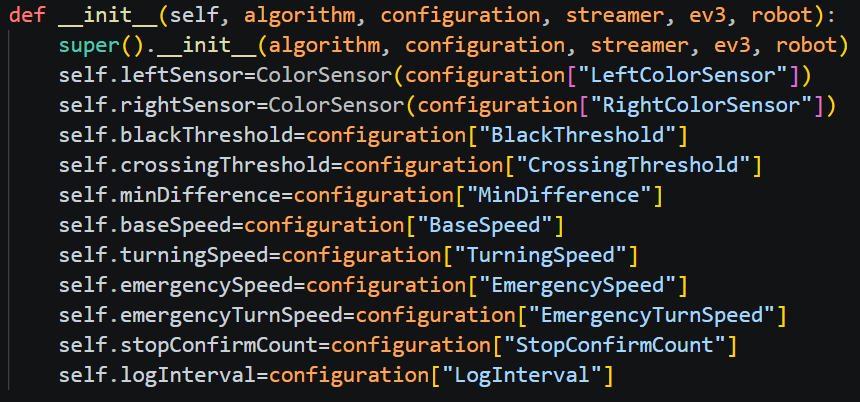 def __init__(self, algorithm, configuration, streamer, ev3, robot):
    super().__init__(algorithm, configuration, streamer, ev3, robot)
    self.leftSensor=ColorSensor(configuration["LeftColorSensor"])
    self.rightSensor=ColorSensor(configuration["RightColorSensor"])
    self.blackThreshold=configuration["BlackThreshold"]
    self.crossingThreshold=configuration["CrossingThreshold"]
    self.minDifference=configuration["MinDifference"]
    self.baseSpeed=configuration["BaseSpeed"]
    self.turningSpeed=configuration["TurningSpeed"]
    self.emergencySpeed=configuration["EmergencySpeed"]
    self.emergencyTurnSpeed=configuration["EmergencyTurnSpeed"]
    self.stopConfirmCount=configuration["StopConfirmCount"]
    self.logInterval=configuration["LogInterval"]